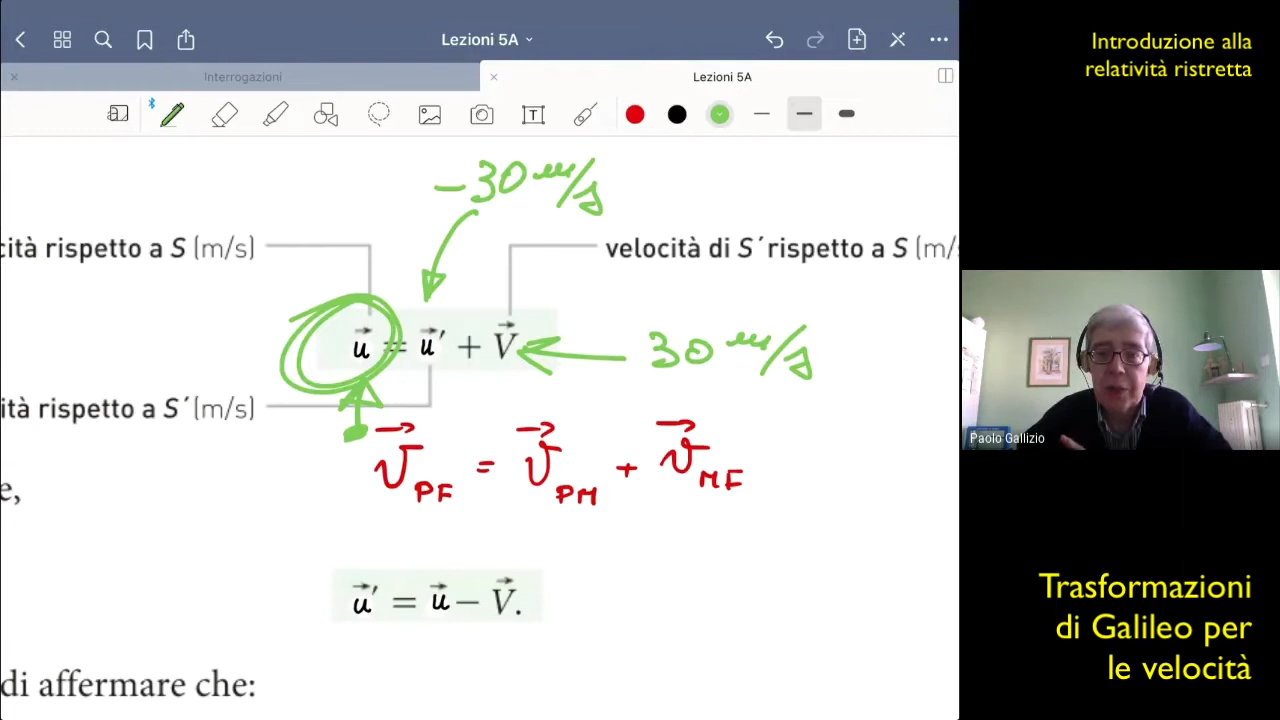 Lezioni 5A
Interrogazioni
Lezioni 5A
T
-30 m/s
cità rispetto a S (m/s)
velocità di S´ rispetto a S (m/s
u⃗ = u⃗′ + V⃗
30 m/s
ità rispetto a S´ (m/s)
v⃗PF = v⃗PM + v⃗MF
e,
u⃗′ = u⃗ − V⃗.
di affermare che:
Introduzione alla
relatività ristretta
Paolo Gallizio
Trasformazioni
di Galileo per
le velocità